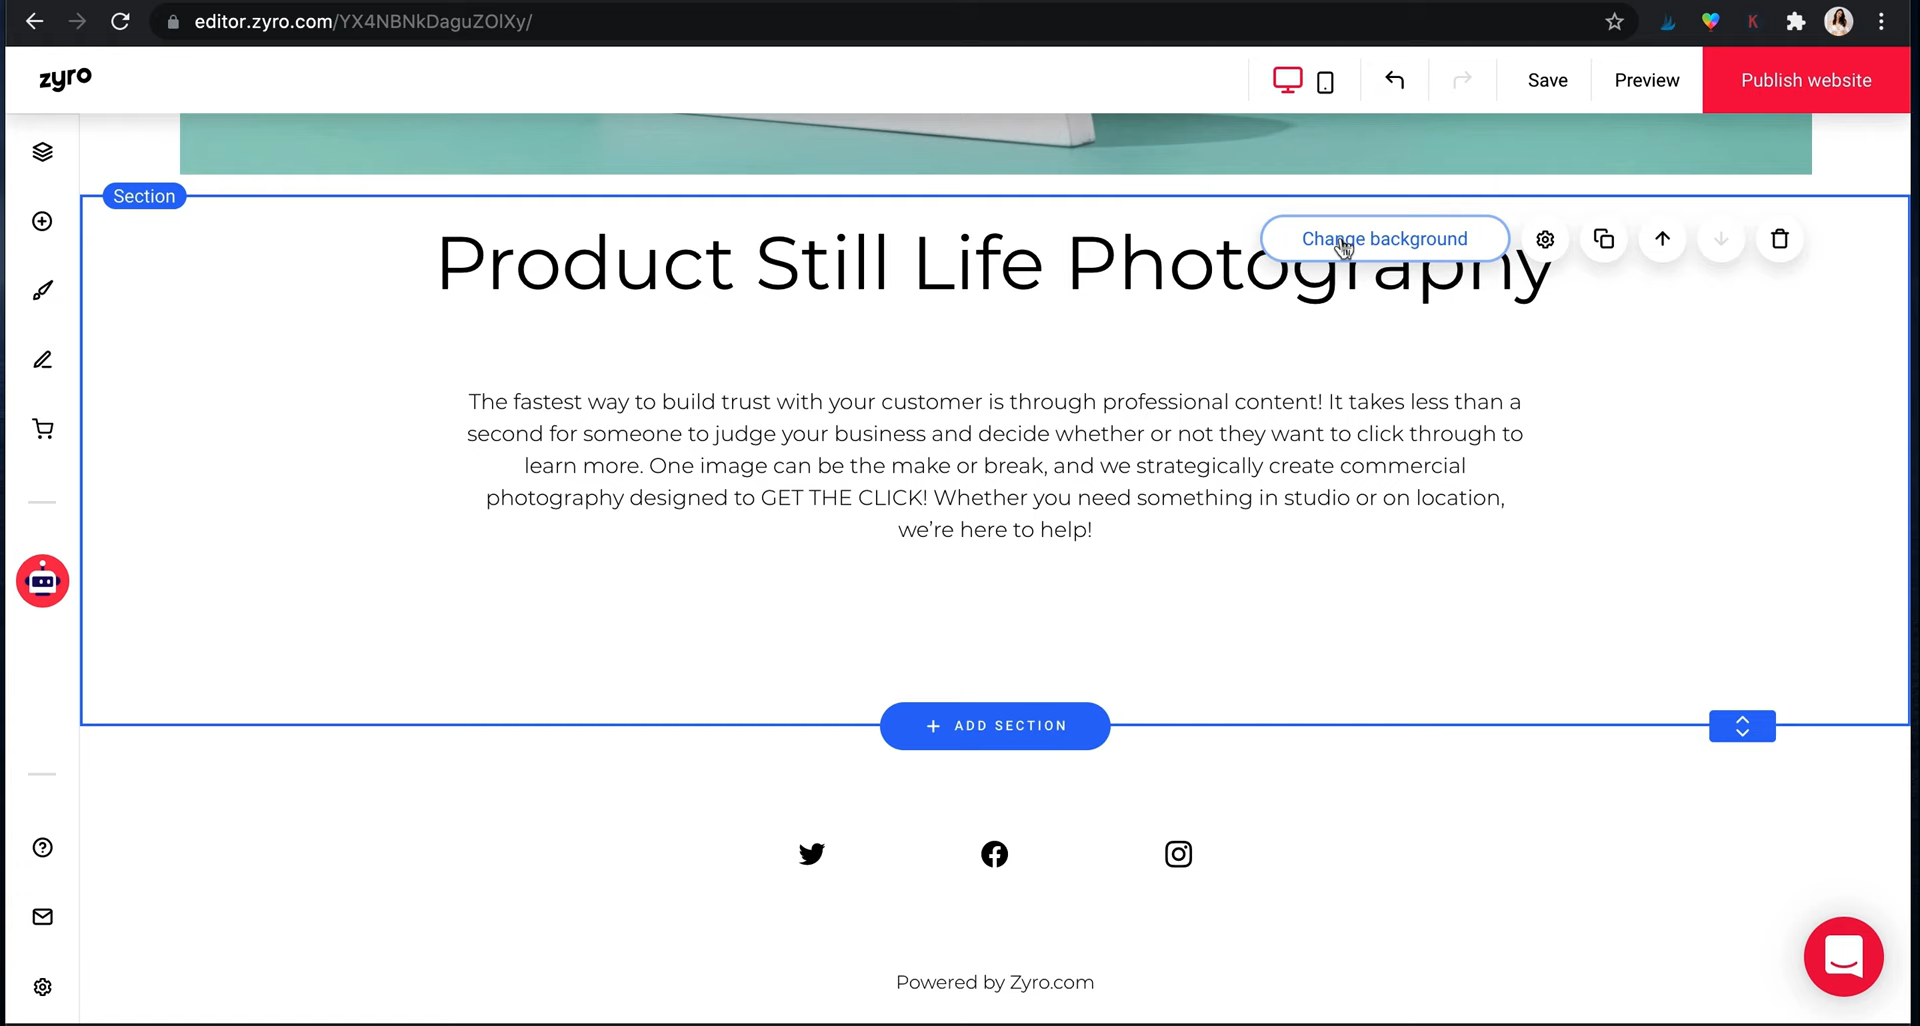 editor.zyro.com/YX4NBNkDaguZOlXy/
K
zyro
Save
Preview
Publish website
Section
Change background
Product Still Life Photography
The fastest way to build trust with your customer is through professional content! It takes less than a
second for someone to judge your business and decide whether or not they want to click through to
learn more. One image can be the make or break, and we strategically create commercial
photography designed to GET THE CLICK! Whether you need something in studio or on location,
we’re here to help!
+ ADD SECTION
Powered by Zyro.com